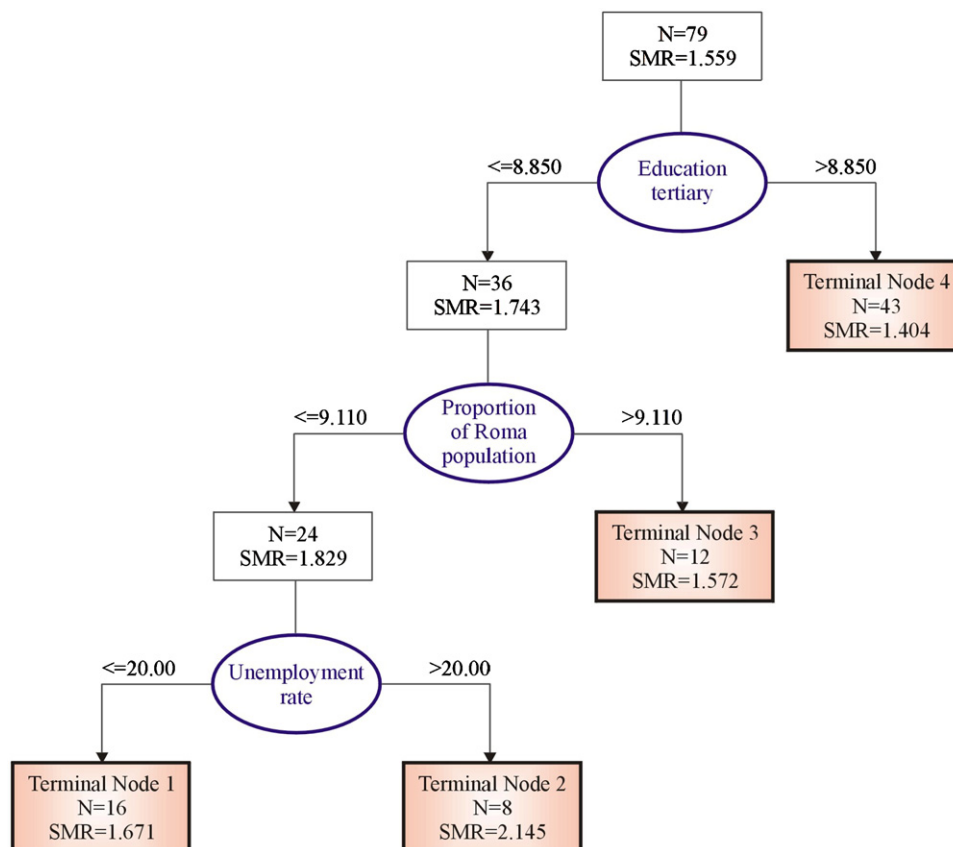 N=79
SMR=1.559
<=8.850
Education
tertiary
>8.850
N=36
SMR=1.743
Terminal Node 4
N=43
SMR=1.404
<=9.110
Proportion
of Roma
population
>9.110
N=24
SMR=1.829
Terminal Node 3
N=12
SMR=1.572
<=20.00
Unemployment
rate
>20.00
Terminal Node 1
N=16
SMR=1.671
Terminal Node 2
N=8
SMR=2.145